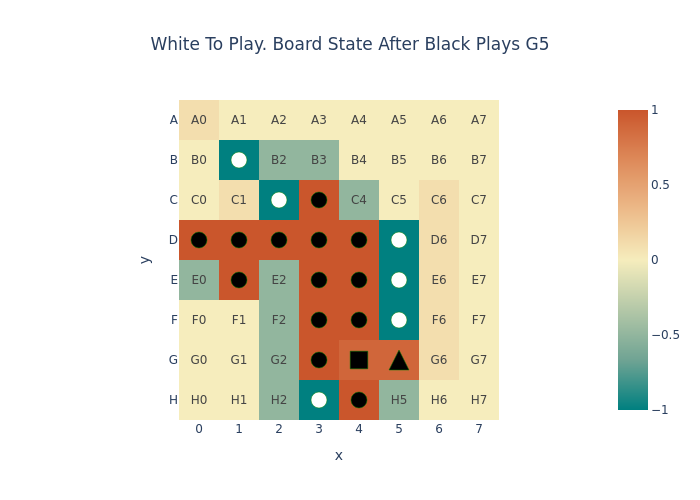 White To Play. Board State After Black Plays G5
A A0 A1 A2 A3 A4 A5 A6 A7
B B0 B2 B3 B4 B5 B6 B7
C C0 C1 C4 C5 C6 C7
D D6 D7
E E0 E2 E6 E7
F F0 F1 F2 F6 F7
G G0 G1 G2 G6 G7
H H0 H1 H2 H5 H6 H7
0 1 2 3 4 5 6 7
x
y
1
0.5
0
−0.5
−1